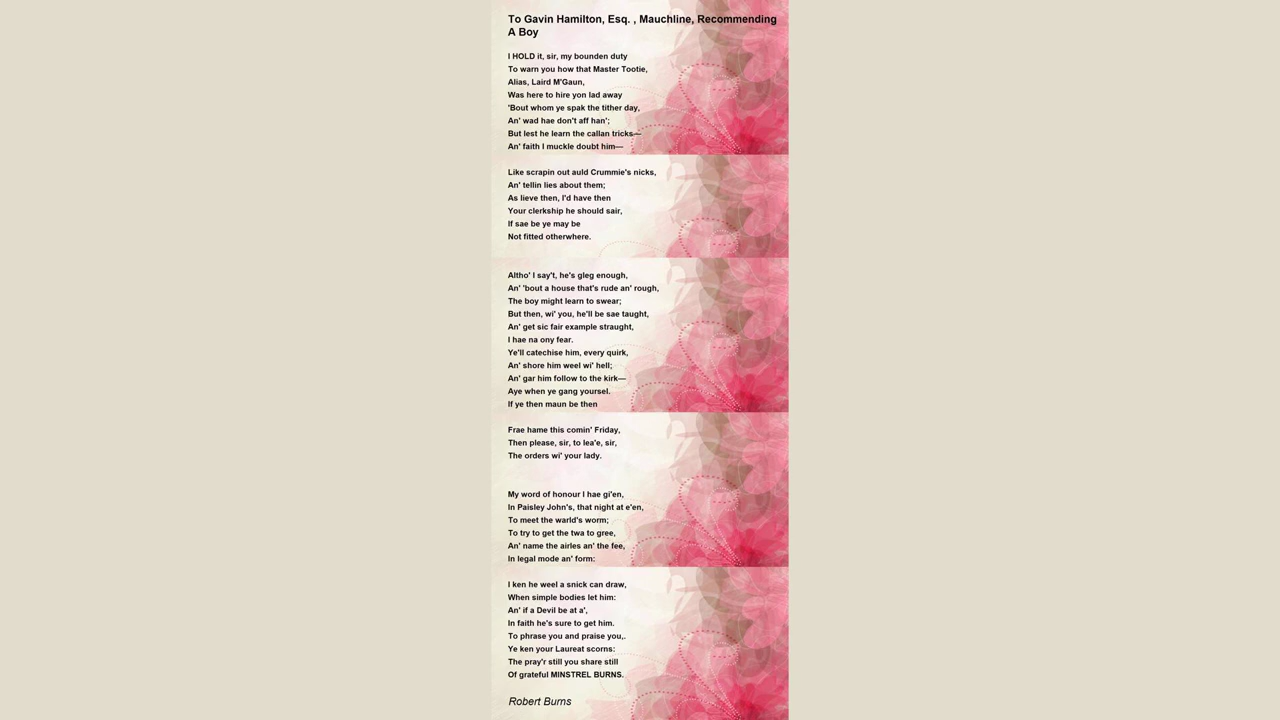 To Gavin Hamilton, Esq. , Mauchline, Recommending
A Boy
I HOLD it, sir, my bounden duty
To warn you how that Master Tootie,
Alias, Laird M'Gaun,
Was here to hire yon lad away
'Bout whom ye spak the tither day,
An' wad hae don't aff han';
But lest he learn the callan tricks—
An' faith I muckle doubt him—
Like scrapin out auld Crummie's nicks,
An' tellin lies about them;
As lieve then, I'd have then
Your clerkship he should sair,
If sae be ye may be
Not fitted otherwhere.
Altho' I say't, he's gleg enough,
An' 'bout a house that's rude an' rough,
The boy might learn to swear;
But then, wi' you, he'll be sae taught,
An' get sic fair example straught,
I hae na ony fear.
Ye'll catechise him, every quirk,
An' shore him weel wi' hell;
An' gar him follow to the kirk—
Aye when ye gang yoursel.
If ye then maun be then
Frae hame this comin' Friday,
Then please, sir, to lea'e, sir,
The orders wi' your lady.
My word of honour I hae gi'en,
In Paisley John's, that night at e'en,
To meet the warld's worm;
To try to get the twa to gree,
An' name the airles an' the fee,
In legal mode an' form:
I ken he weel a snick can draw,
When simple bodies let him:
An' if a Devil be at a',
In faith he's sure to get him.
To phrase you and praise you,.
Ye ken your Laureat scorns:
The pray'r still you share still
Of grateful MINSTREL BURNS.
Robert Burns